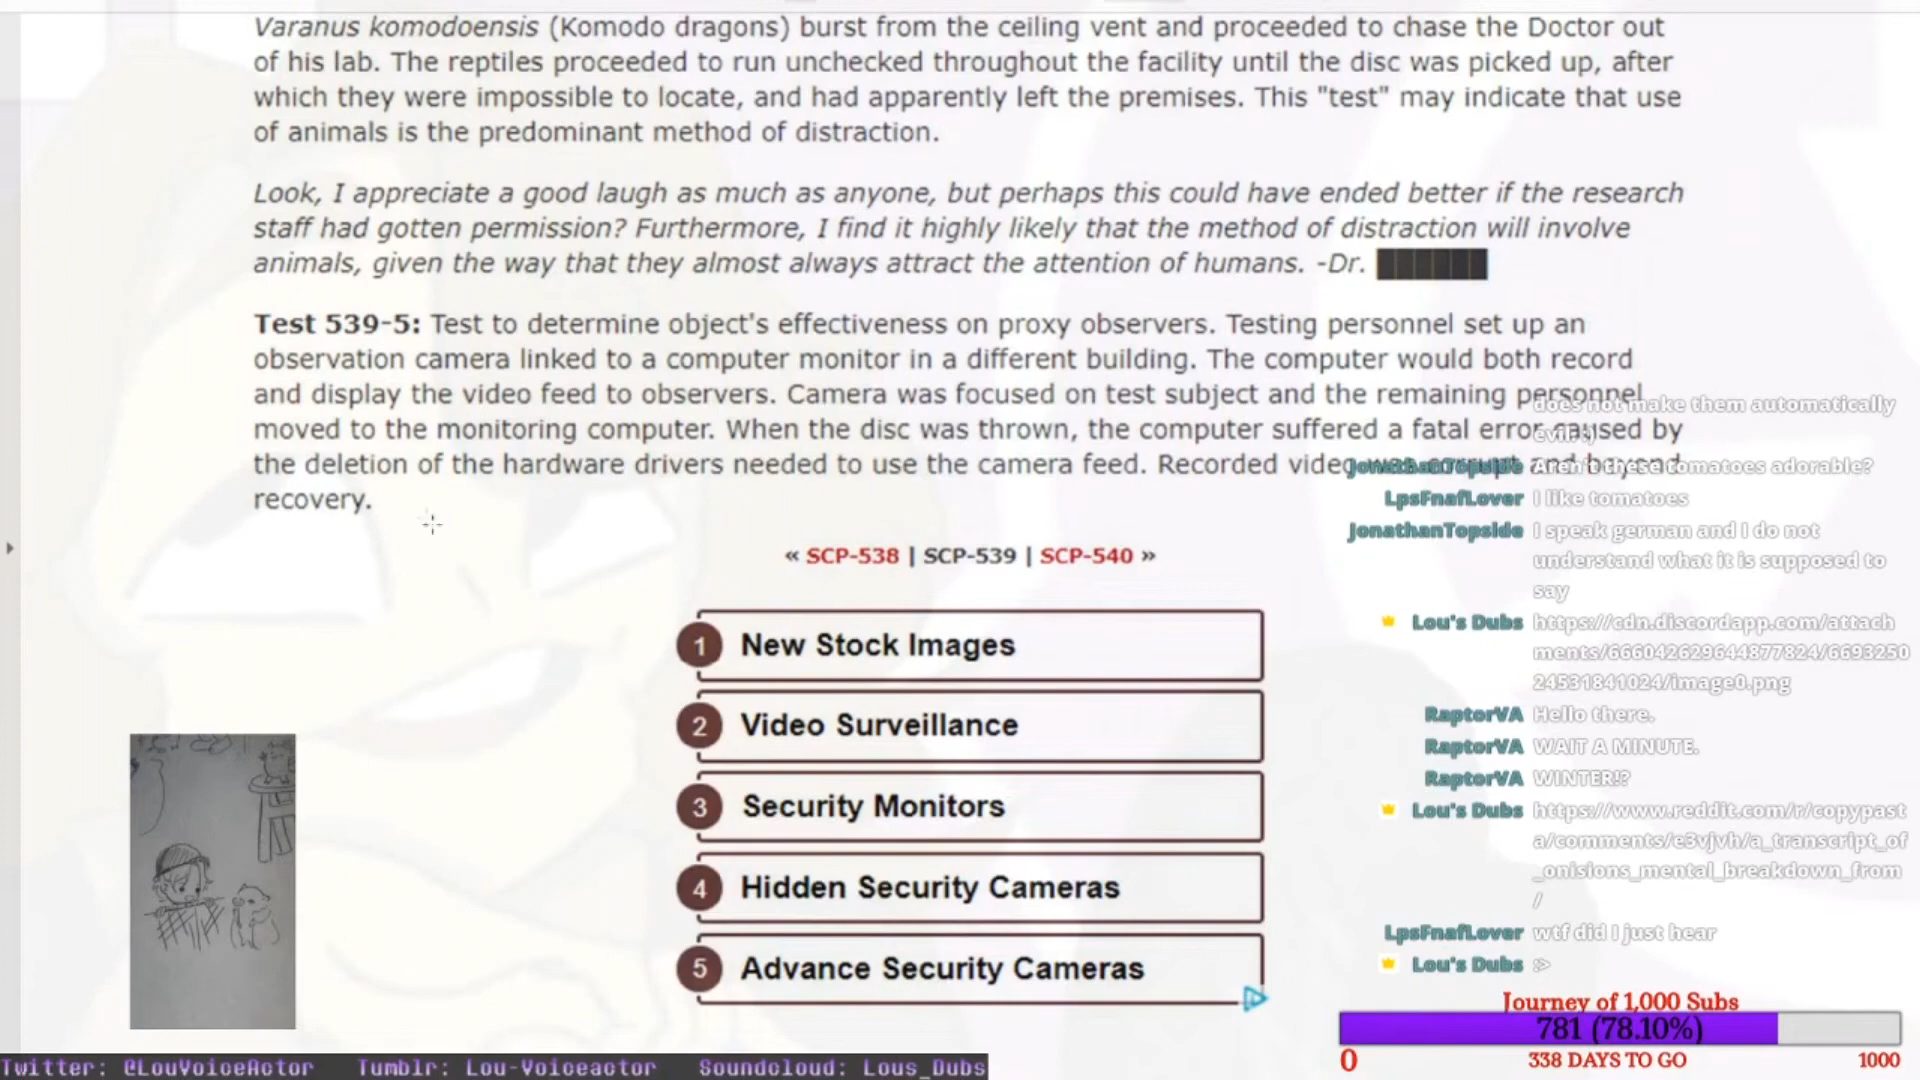 Varanus komodoensis (Komodo dragons) burst from the ceiling vent and proceeded to chase the Doctor out
of his lab. The reptiles proceeded to run unchecked throughout the facility until the disc was picked up, after
which they were impossible to locate, and had apparently left the premises. This "test" may indicate that use
of animals is the predominant method of distraction.
Look, I appreciate a good laugh as much as anyone, but perhaps this could have ended better if the research
staff had gotten permission? Furthermore, I find it highly likely that the method of distraction will involve
animals, given the way that they almost always attract the attention of humans. -Dr. ██████
Test 539-5: Test to determine object's effectiveness on proxy observers. Testing personnel set up an
observation camera linked to a computer monitor in a different building. The computer would both record
and display the video feed to observers. Camera was focused on test subject and the remaining personnel
moved to the monitoring computer. When the disc was thrown, the computer suffered a fatal error caused by
the deletion of the hardware drivers needed to use the camera feed. Recorded video was corrupt and beyond
recovery.
« SCP-538 | SCP-539 | SCP-540 »
1 New Stock Images
2 Video Surveillance
3 Security Monitors
4 Hidden Security Cameras
5 Advance Security Cameras
does not make them automatically
JonathanTopside Aren't these tomatoes adorable?
LpsFnafLover I like tomatoes
JonathanTopside I speak german and I do not
understand what it is supposed to
say
Lou's Dubs https://cdn.discordapp.com/attach
ments/666042629644877824/6693250
24531841024/image0.png
RaptorVA Hello there.
RaptorVA WAIT A MINUTE.
RaptorVA WINTER!?
Lou's Dubs https://www.reddit.com/r/copypast
a/comments/e3vjvh/a_transcript_of
_onisions_mental_breakdown_from
/
LpsFnafLover wtf did I just hear
Lou's Dubs :>
Journey of 1,000 Subs
781 (78.10%)
0 338 DAYS TO GO 1000
Twitter: @LouVoiceActor Tumblr: Lou-Voiceactor Soundcloud: Lous_Dubs